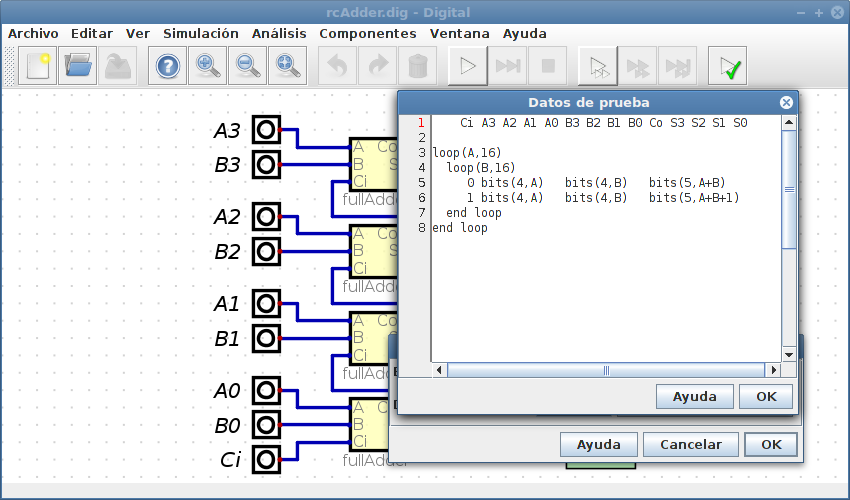 rcAdder.dig - Digital
Archivo Editar Ver Simulación Análisis Componentes Ventana Ayuda
Datos de prueba
1 Ci A3 A2 A1 A0 B3 B2 B1 B0 Co S3 S2 S1 S0
2
3 loop(A,16)
4 loop(B,16)
5 0 bits(4,A) bits(4,B) bits(5,A+B)
6 1 bits(4,A) bits(4,B) bits(5,A+B+1)
7 end loop
8 end loop
Ayuda OK
Ayuda Cancelar OK
A3 A Co
B3 B S
Ci
fullAdder
A2 A Co
B2 B S
Ci
fullAdd
A1 A Co
B1 B S
Ci
fullAdd
A0 A C
B0 B
Ci Ci
fullAdder